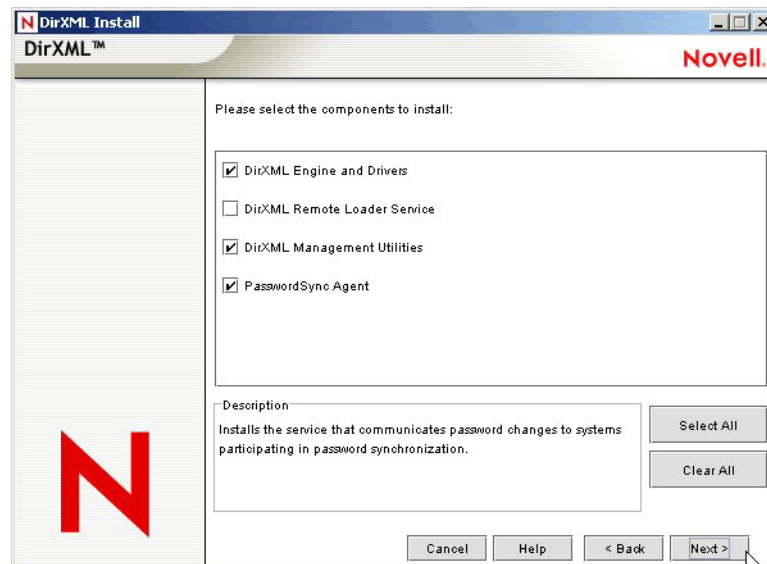 N DirXML Install
DirXML™
Novell.
Please select the components to install:
DirXML Engine and Drivers
DirXML Remote Loader Service
DirXML Management Utilities
PasswordSync Agent
Description
Installs the service that communicates password changes to systems
participating in password synchronization.
Select All
Clear All
N
Cancel
Help
< Back
Next >